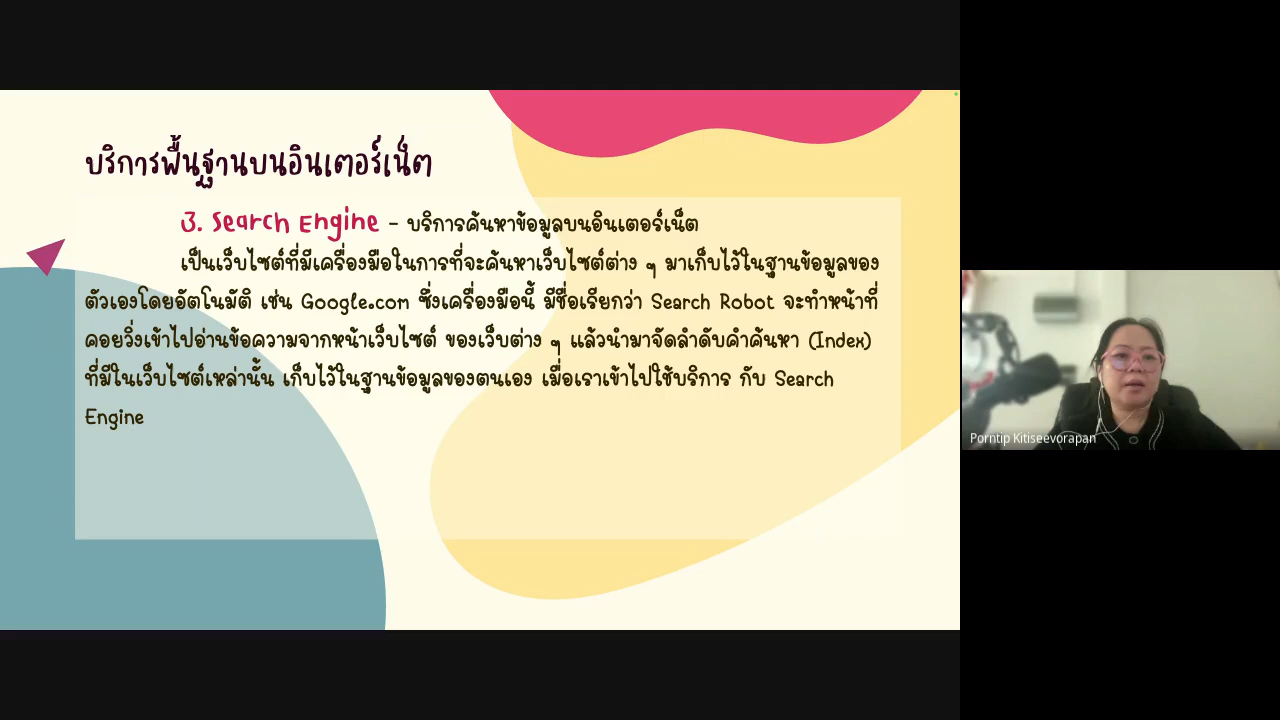 บริการพื้นฐานบนอินเตอร์เน็ต
3. Search Engine - บริการค้นหาข้อมูลบนอินเตอร์เน็ต
เป็นเว็บไซต์ที่มีเครื่องมือในการที่จะค้นหาเว็บไซต์ต่าง ๆ มาเก็บไว้ในฐานข้อมูลของ
ตัวเองโดยอัตโนมัติ เช่น Google.com ซึ่งเครื่องมือนี้ มีชื่อเรียกว่า Search Robot จะทำหน้าที่
คอยวิ่งเข้าไปอ่านข้อความจากหน้าเว็บไซต์ ของเว็บต่าง ๆ แล้วนำมาจัดลำดับคำค้นหา (Index)
ที่มีในเว็บไซต์เหล่านั้น เก็บไว้ในฐานข้อมูลของตนเอง เมื่อเราเข้าไปใช้บริการ กับ Search
Engine
Porntip Kitiseevorapan